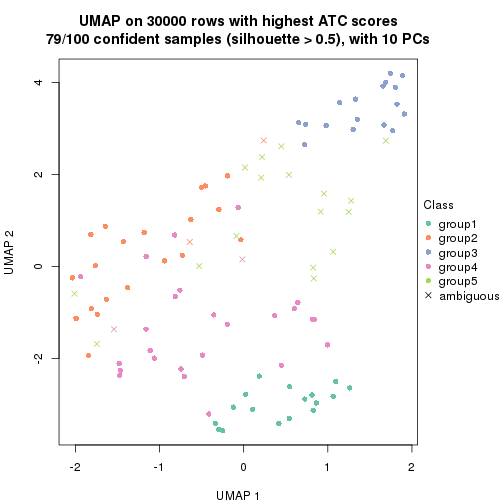 UMAP on 30000 rows with highest ATC scores
79/100 confident samples (silhouette > 0.5), with 10 PCs
UMAP 2
4
2
0
-2
-2
-1
0
1
2
UMAP 1
Class
group1
group2
group3
group4
group5
ambiguous